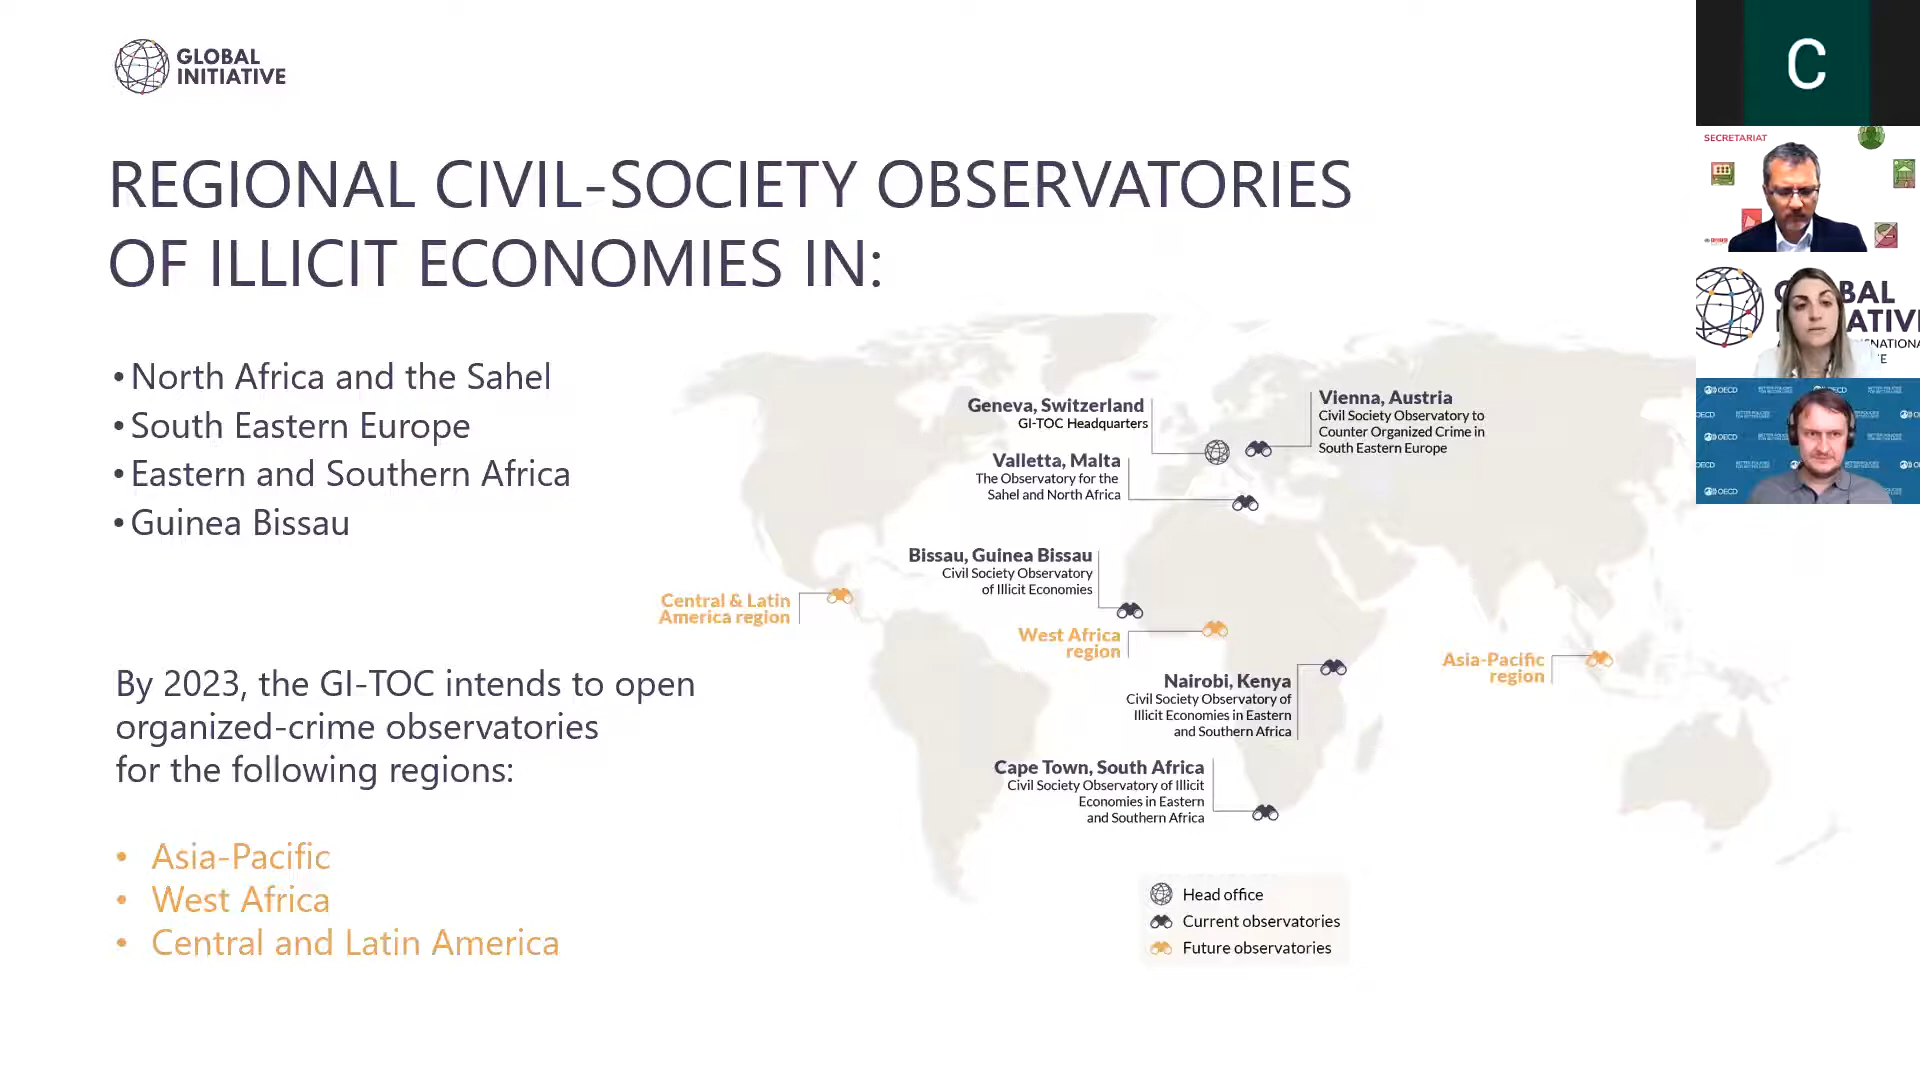 GLOBAL
INITIATIVE
REGIONAL CIVIL-SOCIETY OBSERVATORIES
OF ILLICIT ECONOMIES IN:
• North Africa and the Sahel
• South Eastern Europe
• Eastern and Southern Africa
• Guinea Bissau
By 2023, the GI-TOC intends to open
organized-crime observatories
for the following regions:
• Asia-Pacific
• West Africa
• Central and Latin America
Geneva, Switzerland
GI-TOC Headquarters
Vienna, Austria
Civil Society Observatory to
Counter Organized Crime in
South Eastern Europe
Valletta, Malta
The Observatory for the
Sahel and North Africa
Bissau, Guinea Bissau
Civil Society Observatory
of Illicit Economies
Central & Latin
America region
West Africa
region
Asia-Pacific
region
Nairobi, Kenya
Civil Society Observatory of
Illicit Economies in Eastern
and Southern Africa
Cape Town, South Africa
Civil Society Observatory of Illicit
Economies in Eastern
and Southern Africa
Head office
Current observatories
Future observatories
C
SECRETARIAT
BAL
ATIV
OECD
OECD
OECD
OECD